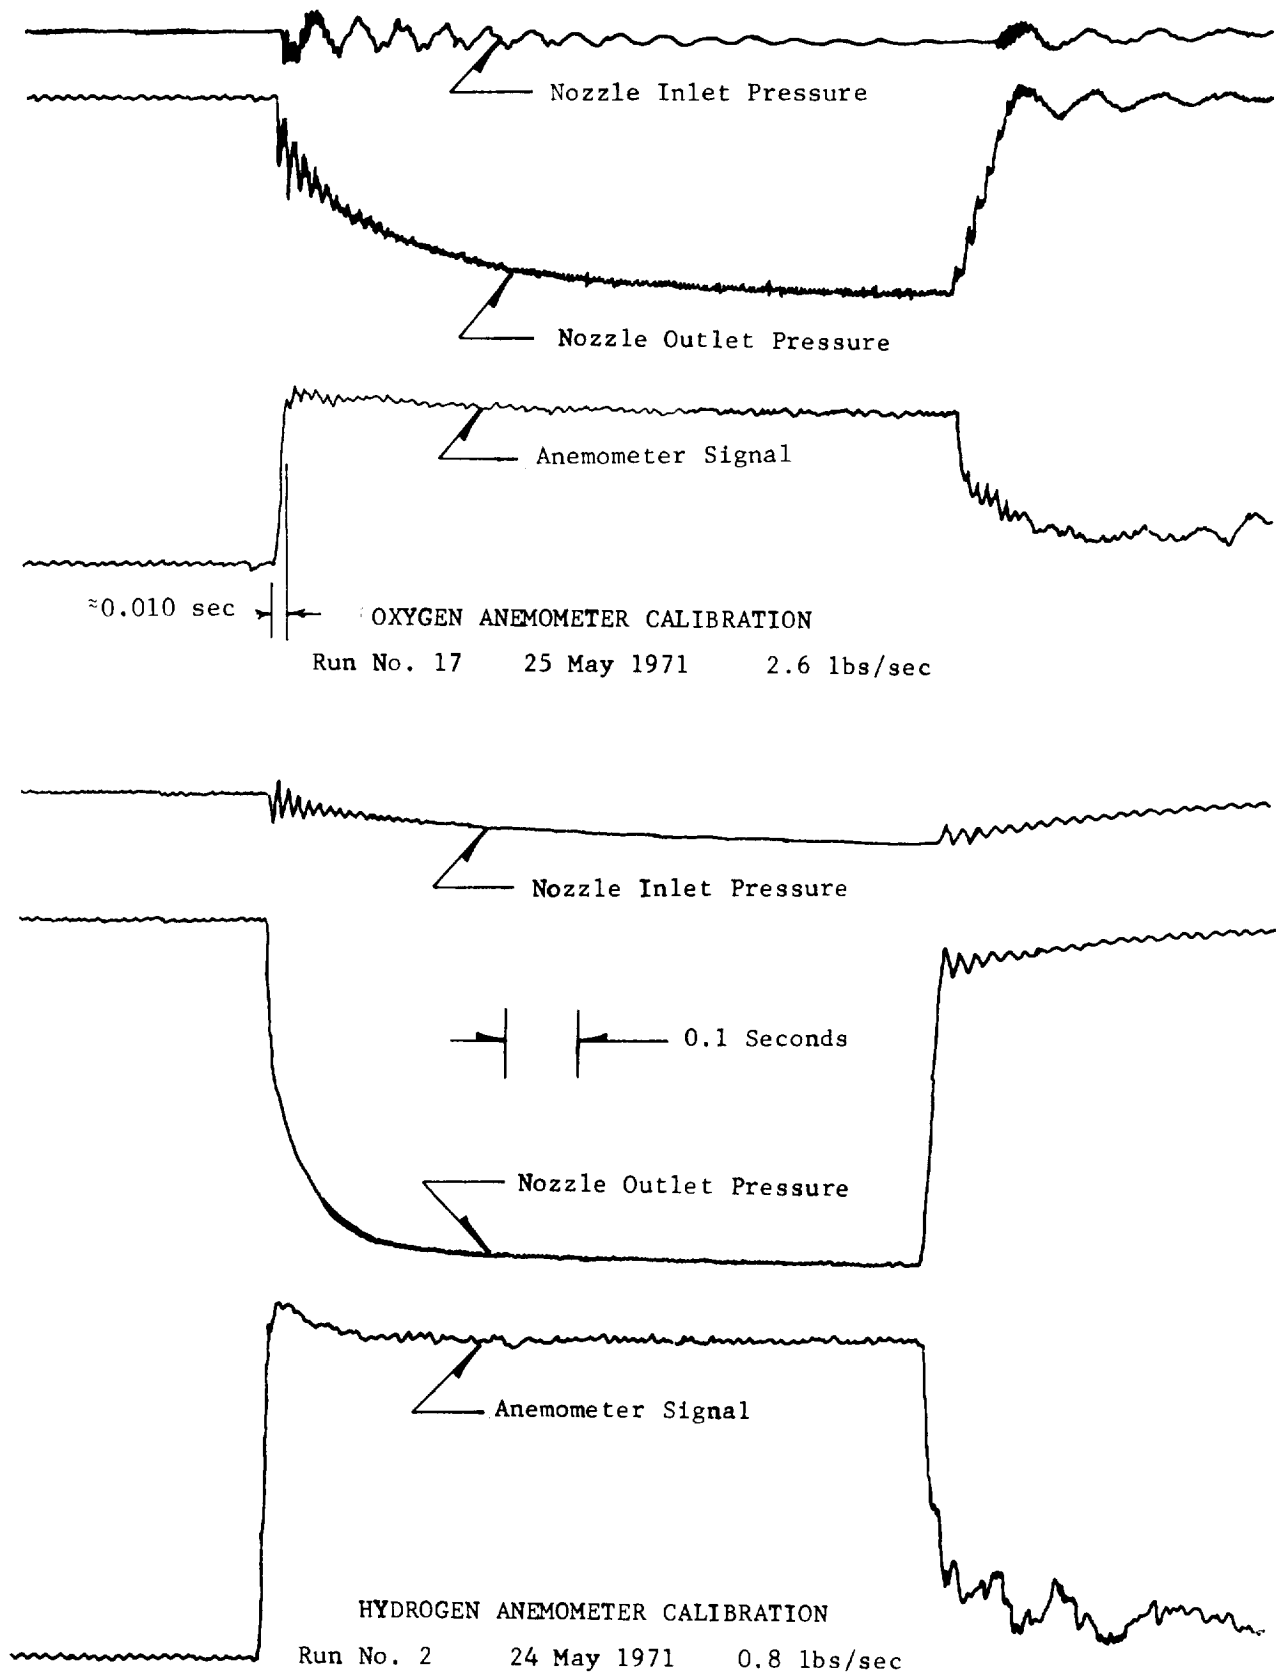 Nozzle Inlet Pressure
Nozzle Outlet Pressure
Anemometer Signal
≈0.010 sec
OXYGEN ANEMOMETER CALIBRATION
Run No. 17 25 May 1971 2.6 lbs/sec
Nozzle Inlet Pressure
0.1 Seconds
Nozzle Outlet Pressure
Anemometer Signal
HYDROGEN ANEMOMETER CALIBRATION
Run No. 2 24 May 1971 0.8 lbs/sec